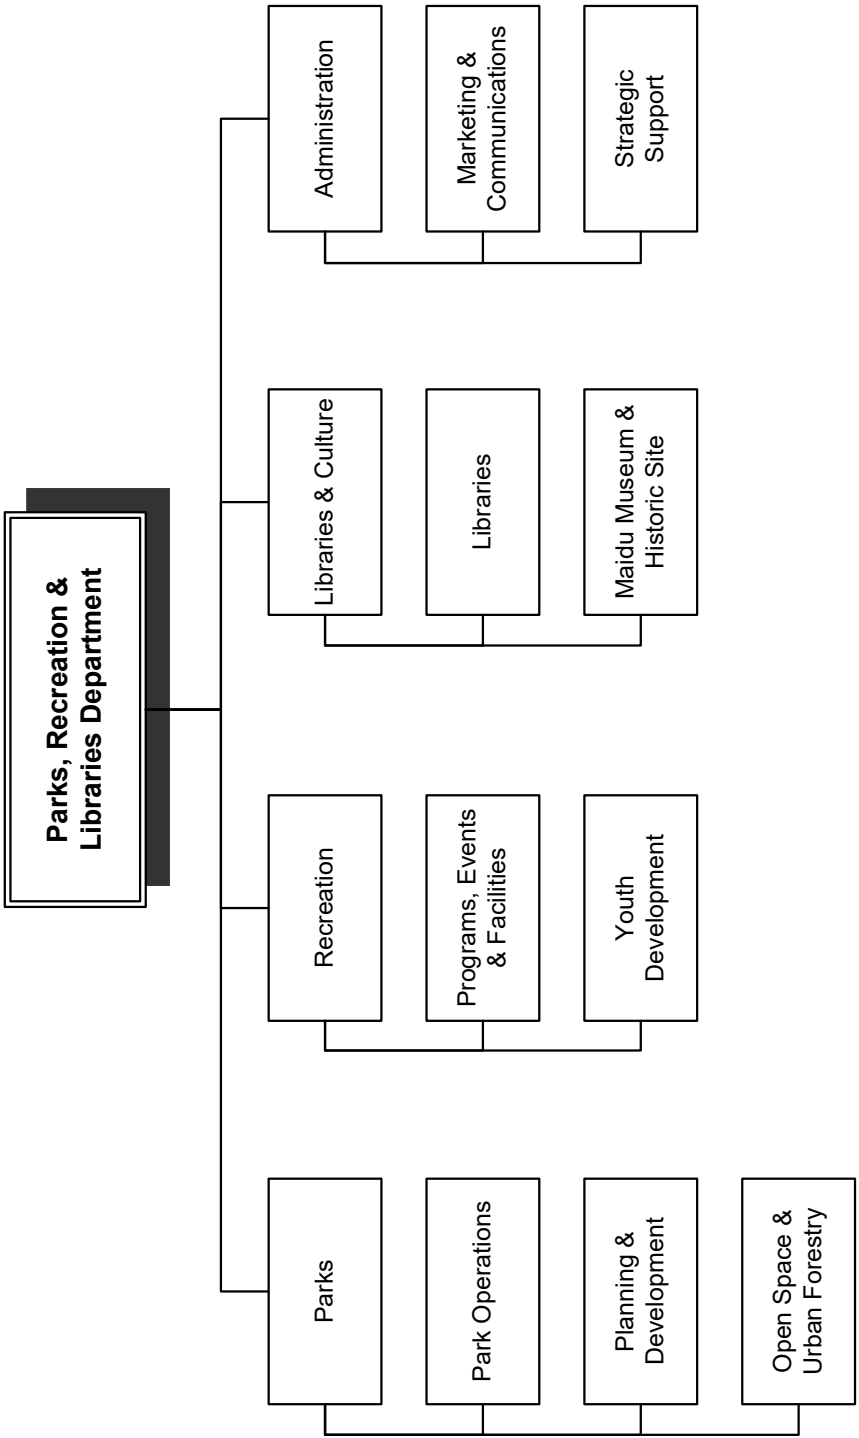 Parks, Recreation &
Libraries Department
Parks
Park Operations
Planning &
Development
Open Space &
Urban Forestry
Recreation
Programs, Events
& Facilities
Youth
Development
Libraries & Culture
Libraries
Maidu Museum &
Historic Site
Administration
Marketing &
Communications
Strategic
Support